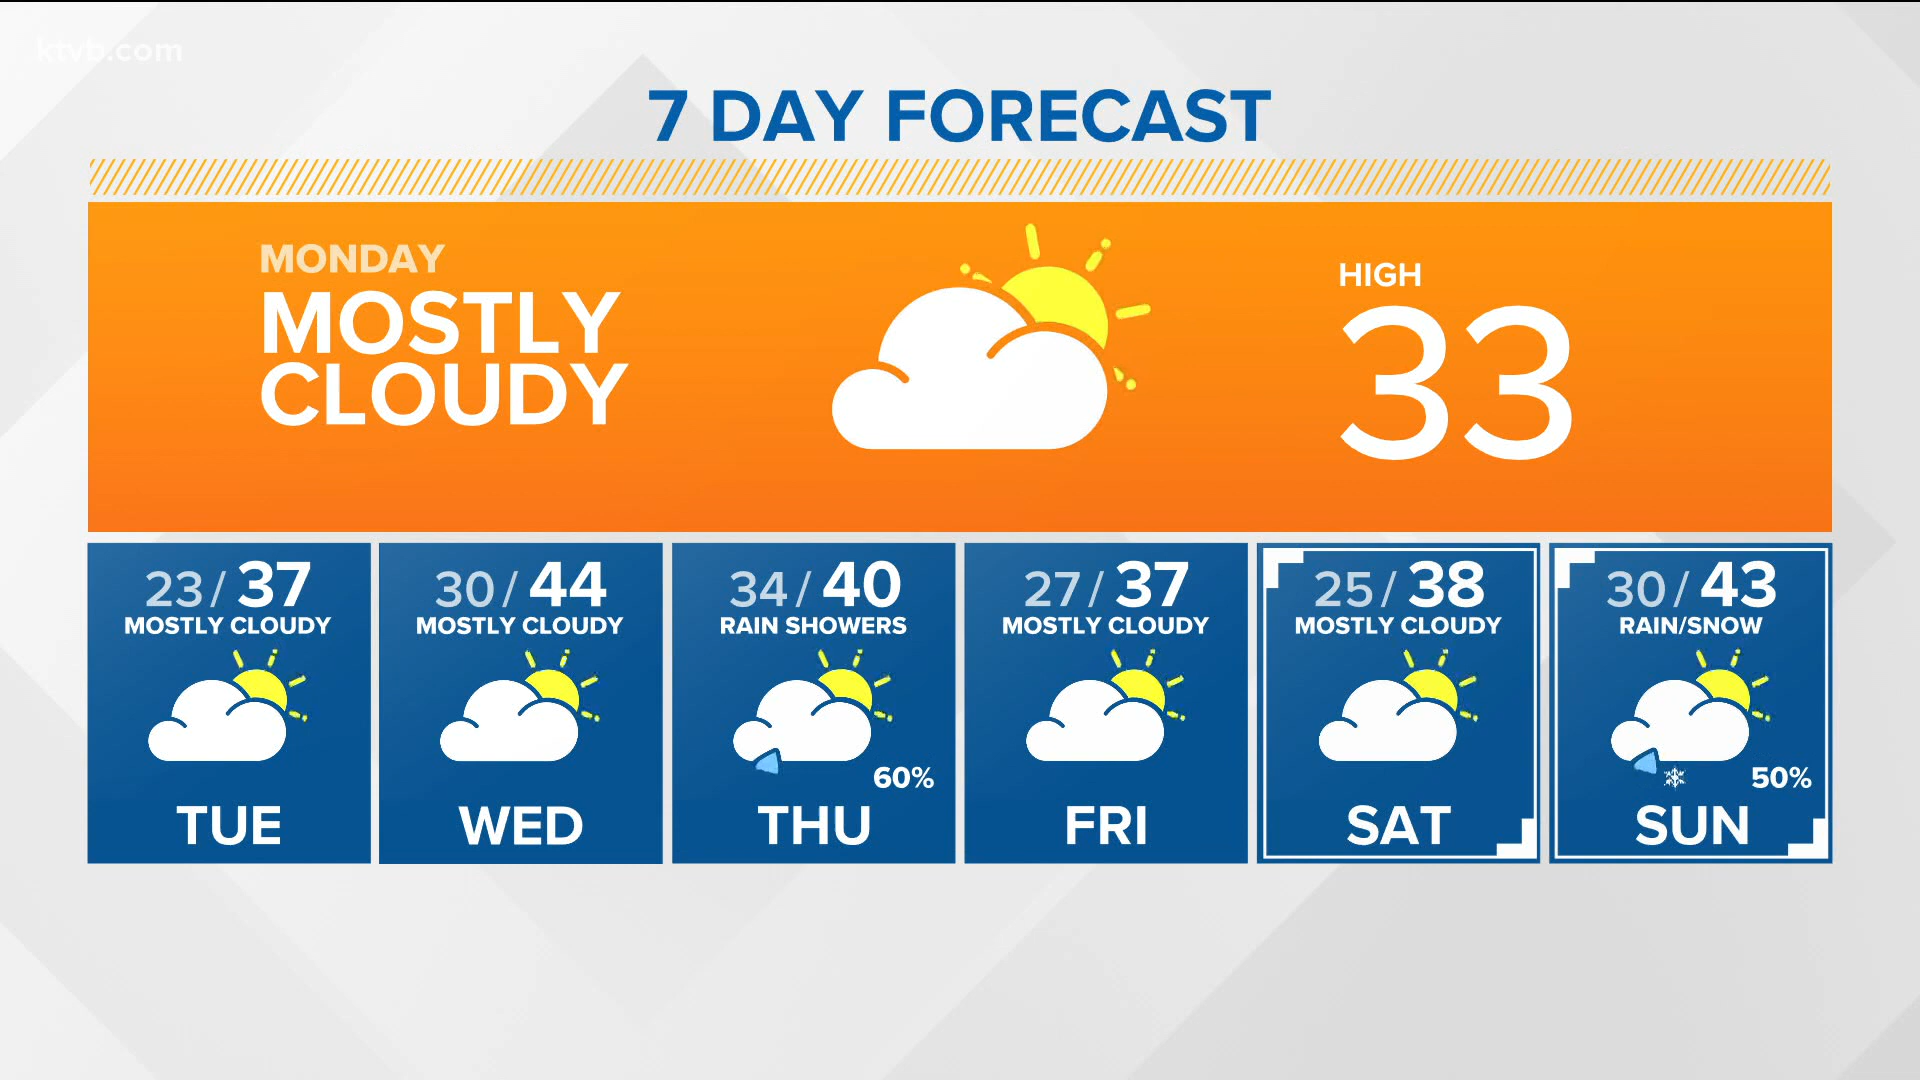 ktvb.com
7 DAY FORECAST
MONDAY
MOSTLY
CLOUDY
HIGH
33
23/37
MOSTLY CLOUDY
TUE
30/44
MOSTLY CLOUDY
WED
34/40
RAIN SHOWERS
60%
THU
27/37
MOSTLY CLOUDY
FRI
25/38
MOSTLY CLOUDY
SAT
30/43
RAIN/SNOW
50%
SUN